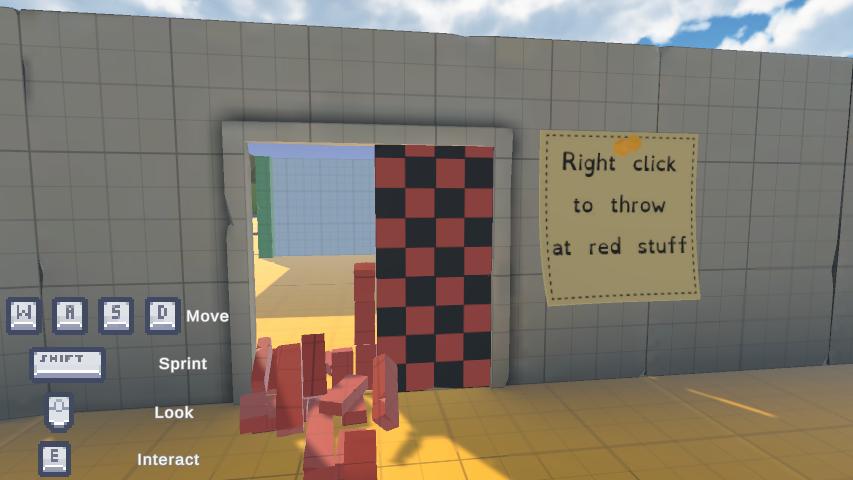 Right click
to throw
at red stuff
W A S D Move
SHIFT Sprint
Look
E Interact